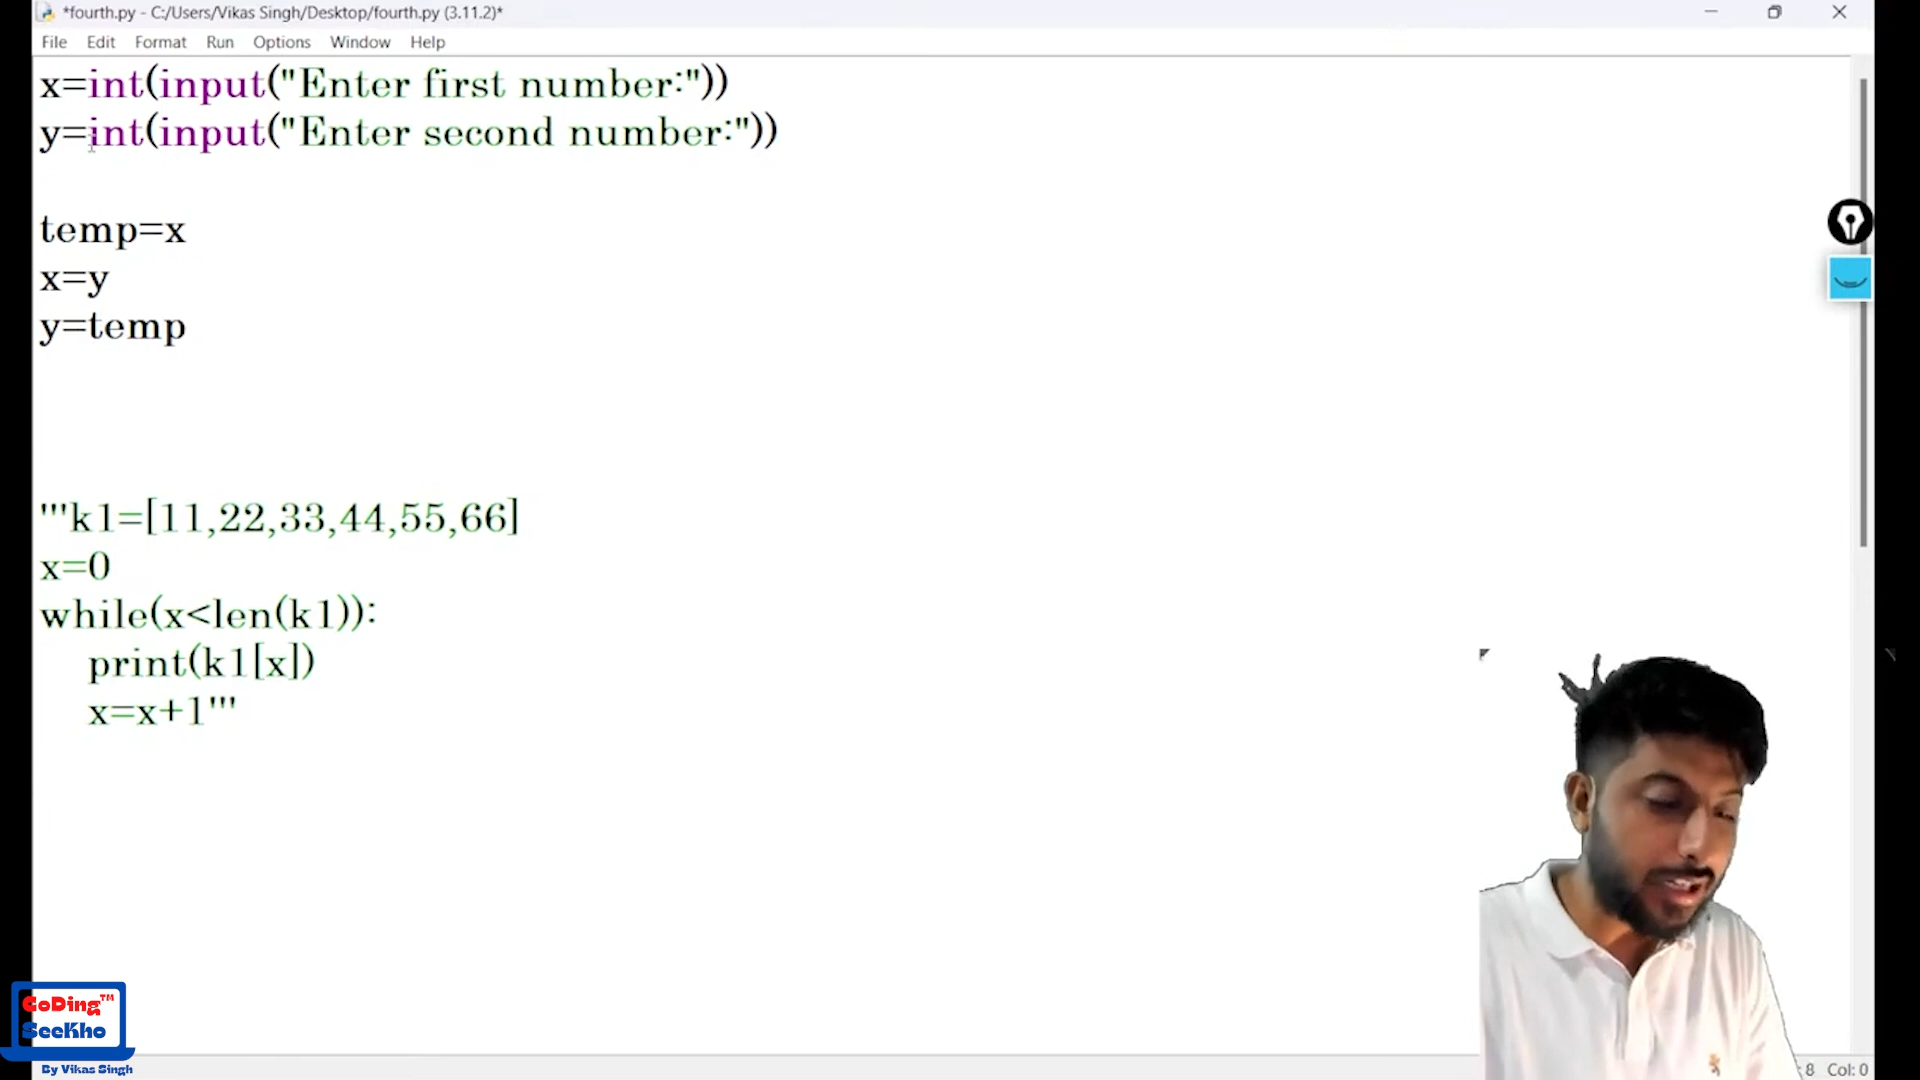 *fourth.py - C:/Users/Vikas Singh/Desktop/fourth.py (3.11.2)*
File Edit Format Run Options Window Help
x=int(input("Enter first number:"))
y=int(input("Enter second number:"))
temp=x
x=y
y=temp
'''k1=[11,22,33,44,55,66]
x=0
while(x<len(k1)):
print(k1[x])
x=x+1'''
CoDing™
SeeKho
By Vikas Singh
: 8 Col: 0